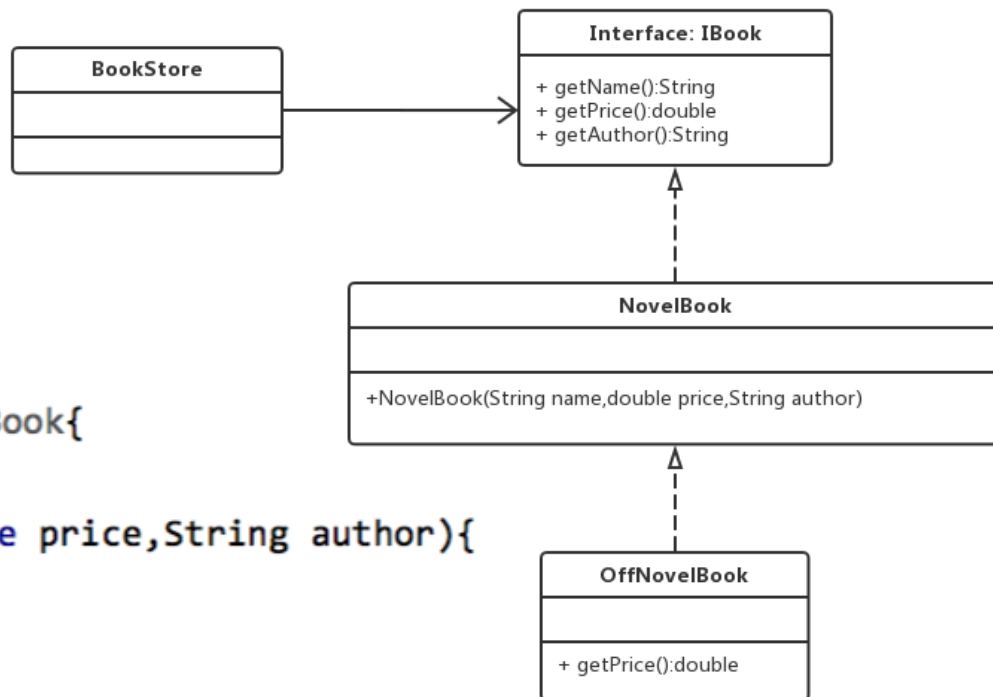 BookStore
Interface: IBook
+ getName():String
+ getPrice():double
+ getAuthor():String
NovelBook
+NovelBook(String name,double price,String author)
ook{
e price,String author){
OffNovelBook
+ getPrice():double